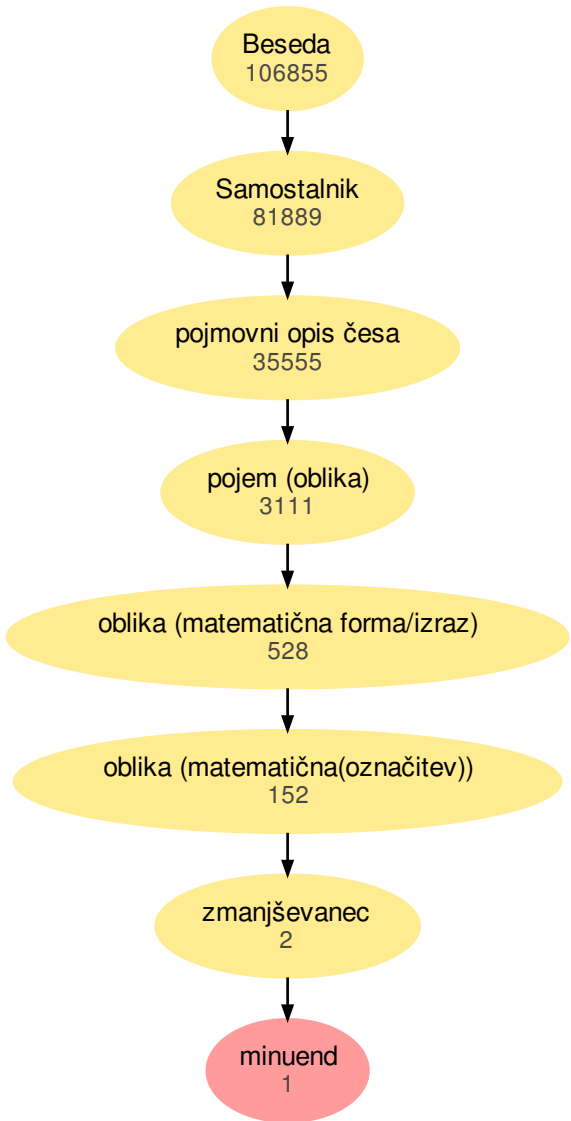 Beseda
106855
Samostalnik
81889
pojmovni opis česa
35555
pojem (oblika)
3111
oblika (matematična forma/izraz)
528
oblika (matematična(označitev))
152
zmanjševanec
2
minuend
1